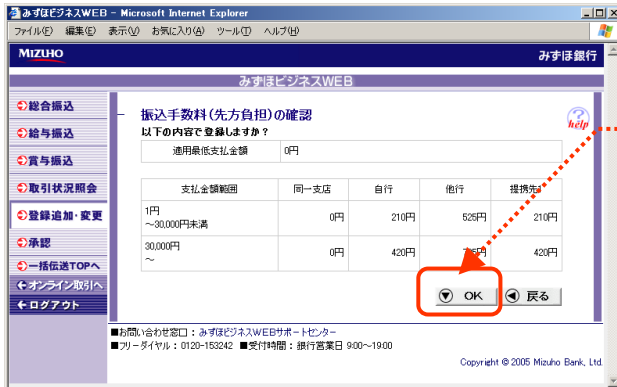 みずほビジネスWEB - Microsoft Internet Explorer
ファイル(F) 編集(E) 表示(V) お気に入り(A) ツール(T) ヘルプ(H)
MIZUHO みずほ銀行
みずほビジネスWEB
総合振込
給与振込
賞与振込
取引状況照会
登録追加・変更
承認
一括伝送TOPへ
オンライン取引へ
ログアウト
振込手数料(先方負担)の確認
help
以下の内容で登録しますか?
適用最低支払金額 0円
支払金額範囲 同一支店 自行 他行 提携先
1円
~30,000円未満 0円 210円 525円 210円
30,000円
~ 0円 420円 円 420円
OK 戻る
■お問い合わせ窓口:みずほビジネスWEBサポートセンター
■フリーダイヤル:0120-153242 ■受付時間:銀行営業日 9:00~19:00
Copyright © 2005 Mizuho Bank, Ltd.